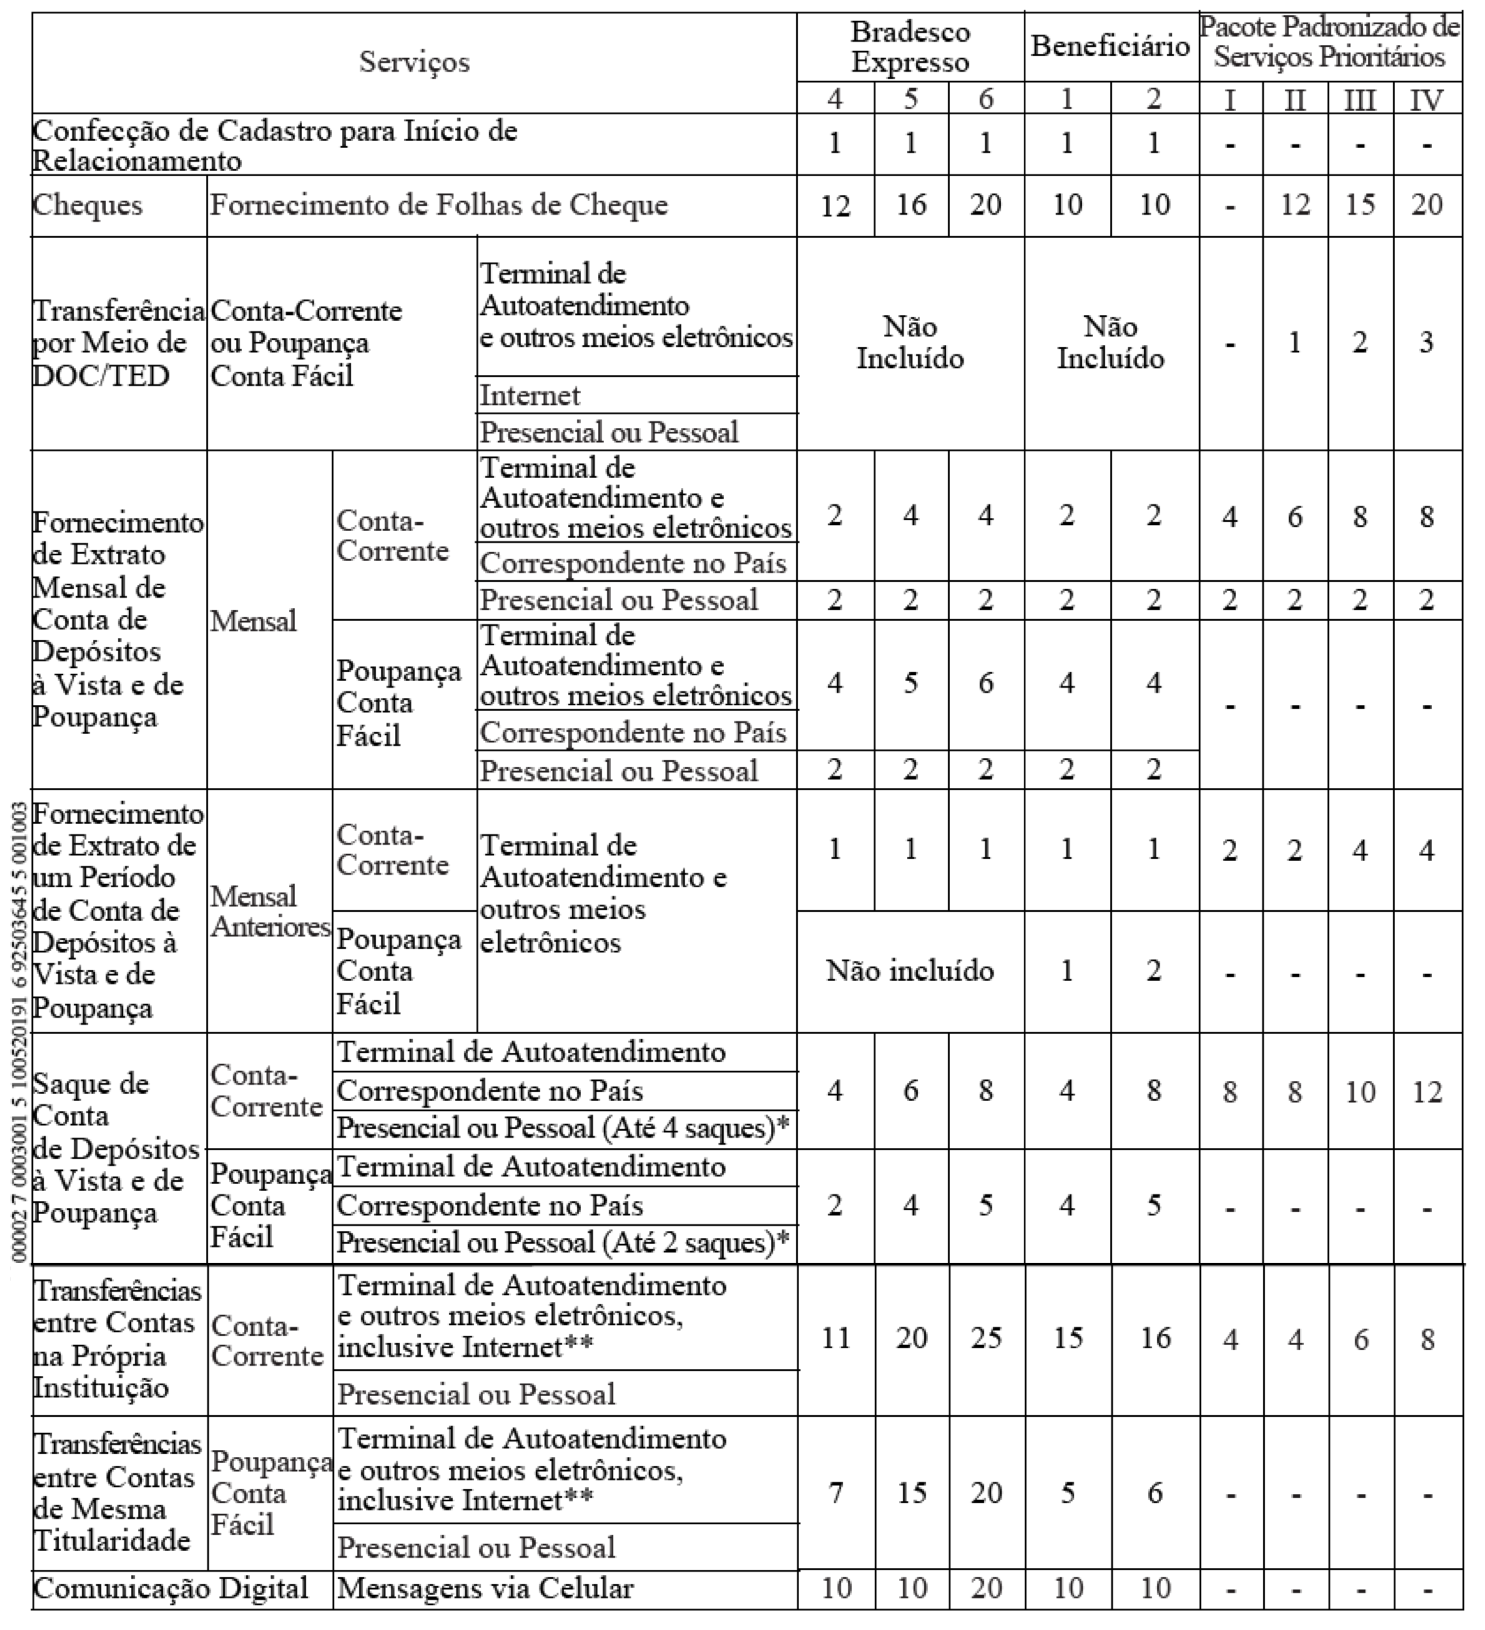 Serviços
Bradesco
Expresso
Beneficiário
Pacote Padronizado de
Serviços Prioritários
4 5 6 1 2 I II III IV
Confecção de Cadastro para Início de
Relacionamento
1 1 1 1 1 - - - -
Cheques Fornecimento de Folhas de Cheque 12 16 20 10 10 - 12 15 20
Transferência
por Meio de
DOC/TED
Conta-Corrente
ou Poupança
Conta Fácil
Terminal de
Autoatendimento
e outros meios eletrônicos
Internet
Presencial ou Pessoal
Não
Incluído
Não
Incluído
- 1 2 3
Fornecimento
de Extrato
Mensal de
Conta de
Depósitos
à Vista e de
Poupança
Mensal
Conta-
Corrente
Terminal de
Autoatendimento e
outros meios eletrônicos
Correspondente no País
2 4 4 2 2 4 6 8 8
Presencial ou Pessoal 2 2 2 2 2 2 2 2 2
Poupança
Conta
Fácil
Terminal de
Autoatendimento e
outros meios eletrônicos
Correspondente no País
4 5 6 4 4 - - - -
Presencial ou Pessoal 2 2 2 2 2
Fornecimento
de Extrato de
um Período
de Conta de
Depósitos à
Vista e de
Poupança
Mensal
Anteriores
Conta-
Corrente
Terminal de
Autoatendimento e
outros meios
eletrônicos
1 1 1 1 1 2 2 4 4
Poupança
Conta
Fácil
Não incluído 1 2 - - - -
Saque de
Conta
de Depósitos
à Vista e de
Poupança
Conta-
Corrente
Terminal de Autoatendimento
Correspondente no País
Presencial ou Pessoal (Até 4 saques)*
4 6 8 4 8 8 8 10 12
Poupança
Conta
Fácil
Terminal de Autoatendimento
Correspondente no País
Presencial ou Pessoal (Até 2 saques)*
2 4 5 4 5 - - - -
Transferências
entre Contas
na Própria
Instituição
Conta-
Corrente
Terminal de Autoatendimento
e outros meios eletrônicos,
inclusive Internet**
Presencial ou Pessoal
11 20 25 15 16 4 4 6 8
Transferências
entre Contas
de Mesma
Titularidade
Poupança
Conta
Fácil
Terminal de Autoatendimento
e outros meios eletrônicos,
inclusive Internet**
Presencial ou Pessoal
7 15 20 5 6 - - - -
Comunicação Digital Mensagens via Celular 10 10 20 10 10 - - - -
00002 7 0003001 5 100520191 6 92503645 5 001003